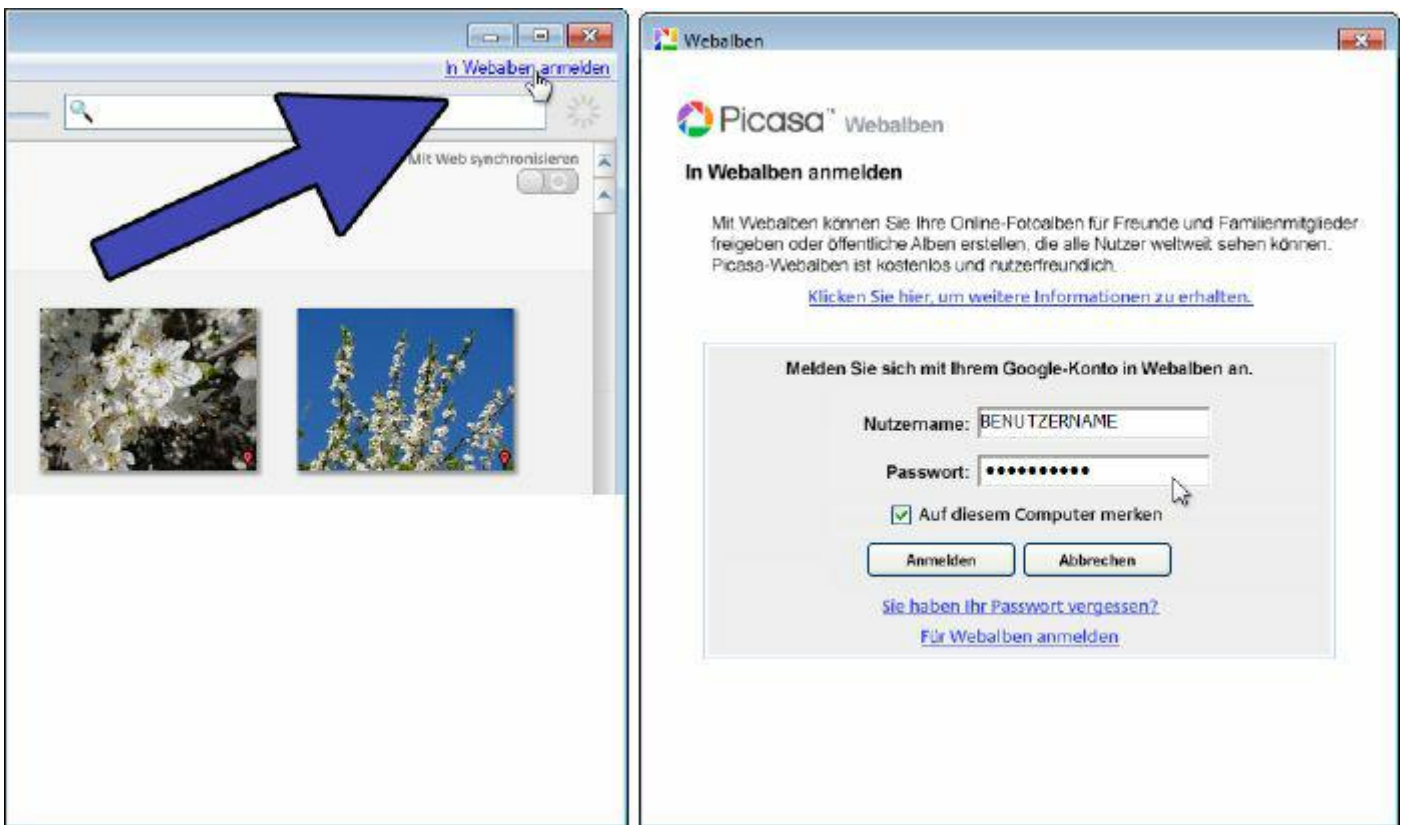 In Webalben anmelden
Mit Web synchronisieren
Webalben
Picasa™ Webalben
In Webalben anmelden
Mit Webalben können Sie Ihre Online-Fotoalben für Freunde und Familienmitglieder
freigeben oder öffentliche Alben erstellen, die alle Nutzer weltweit sehen können.
Picasa-Webalben ist kostenlos und nutzerfreundlich.
Klicken Sie hier, um weitere Informationen zu erhalten.
Melden Sie sich mit Ihrem Google-Konto in Webalben an.
Nutzername: BENUTZERNAME
Passwort: ••••••••••
Auf diesem Computer merken
Anmelden Abbrechen
Sie haben Ihr Passwort vergessen?
Für Webalben anmelden